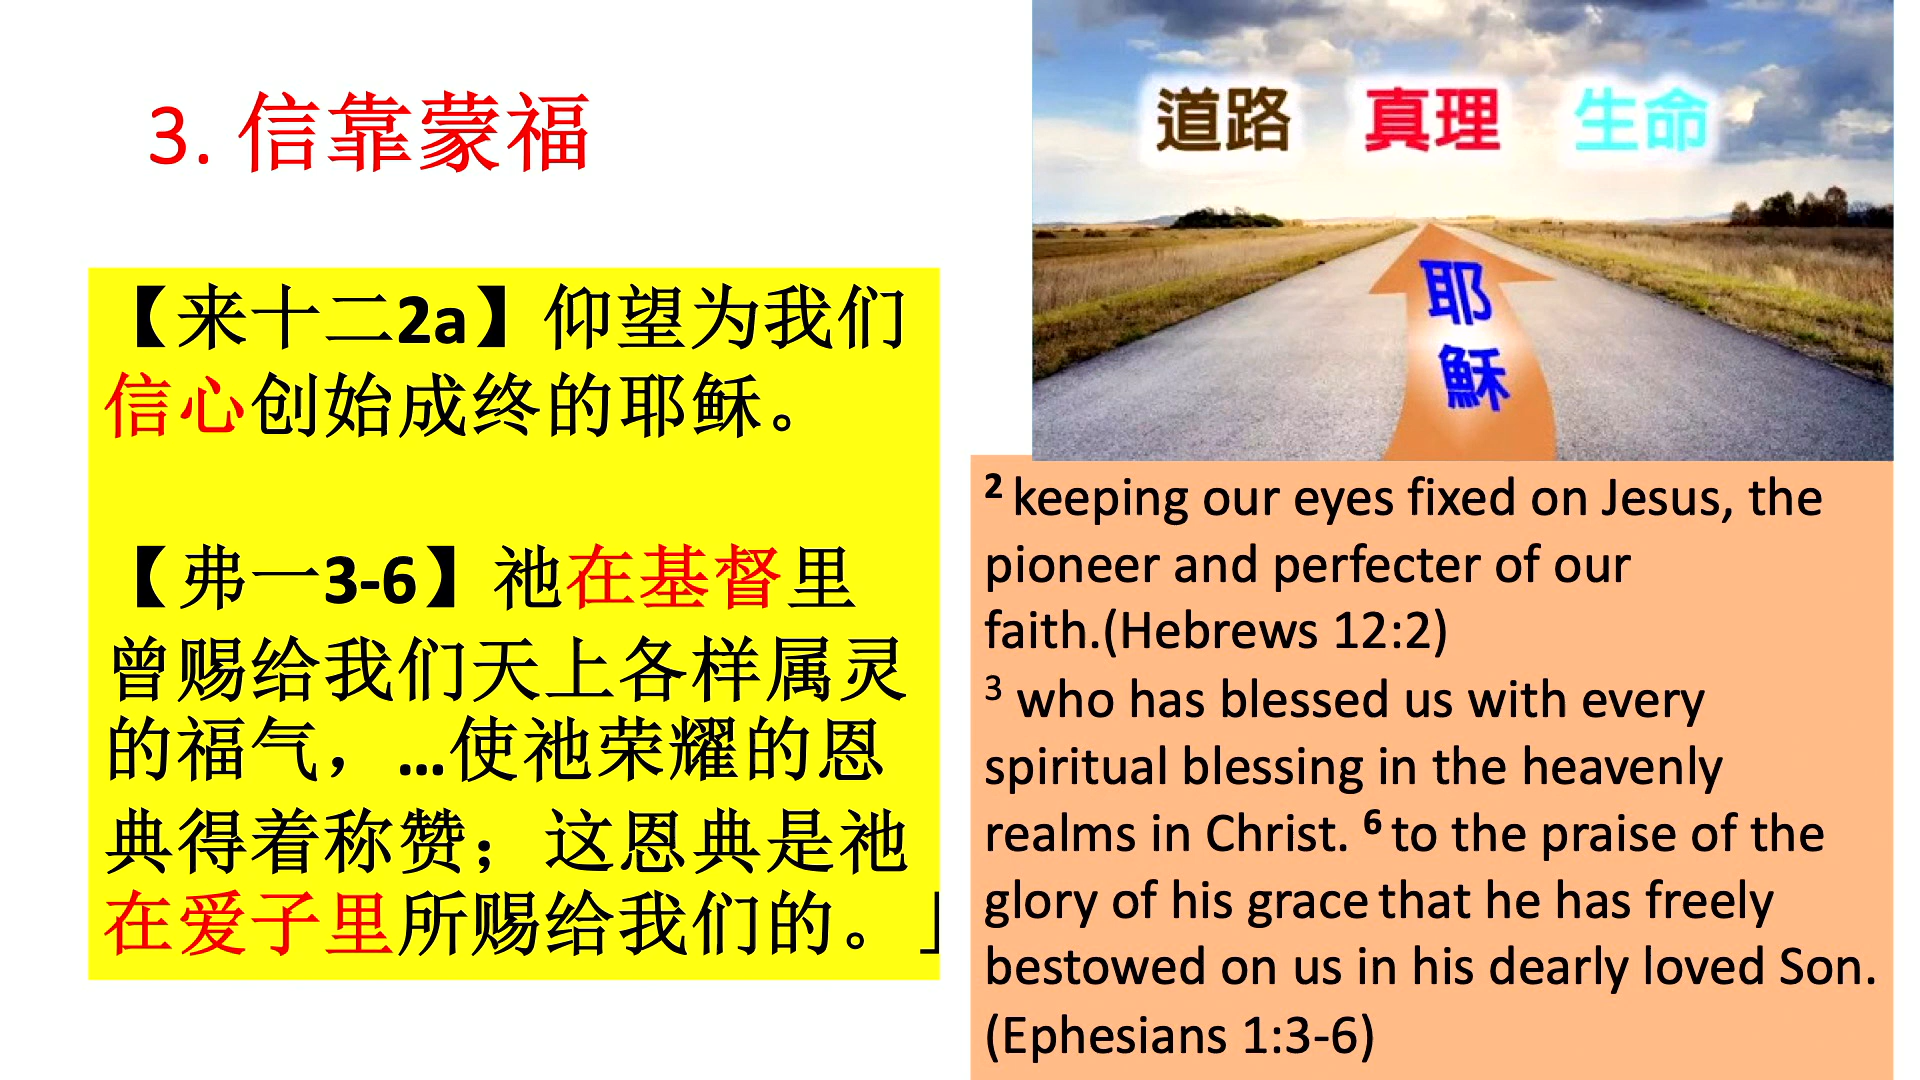 3. 信靠蒙福
【来十二2a】仰望为我们
信心创始成终的耶稣。
【弗一3-6】祂在基督里
曾赐给我们天上各样属灵
的福气，…使祂荣耀的恩
典得着称赞；这恩典是祂
在爱子里所赐给我们的。」
道路 真理 生命
耶
穌
2 keeping our eyes fixed on Jesus, the
pioneer and perfecter of our
faith.(Hebrews 12:2)
3 who has blessed us with every
spiritual blessing in the heavenly
realms in Christ. 6 to the praise of the
glory of his grace that he has freely
bestowed on us in his dearly loved Son.
(Ephesians 1:3-6)